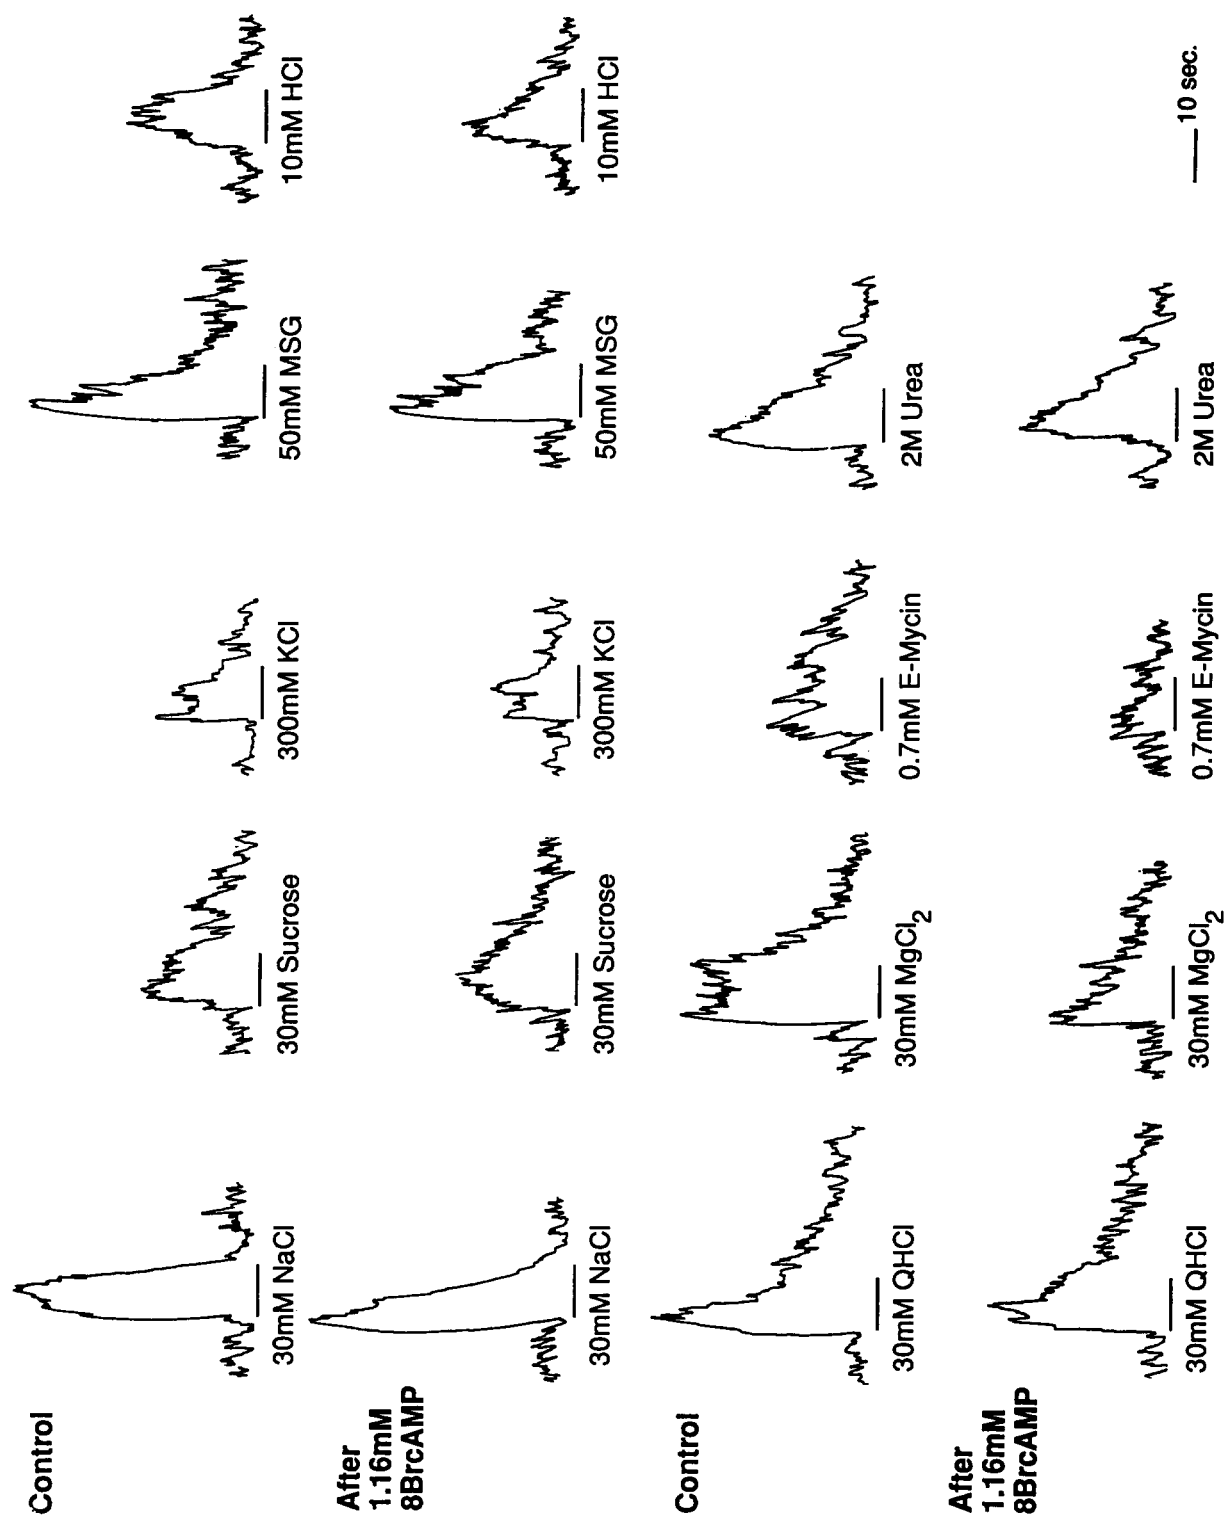 Control
30mM NaCl
30mM Sucrose
300mM KCl
50mM MSG
10mM HCl
After
1.16mM
8BrcAMP
30mM NaCl
30mM Sucrose
300mM KCl
50mM MSG
10mM HCl
Control
30mM QHCl
30mM MgCl2
0.7mM E-Mycin
2M Urea
After
1.16mM
8BrcAMP
30mM QHCl
30mM MgCl2
0.7mM E-Mycin
2M Urea
10 sec.